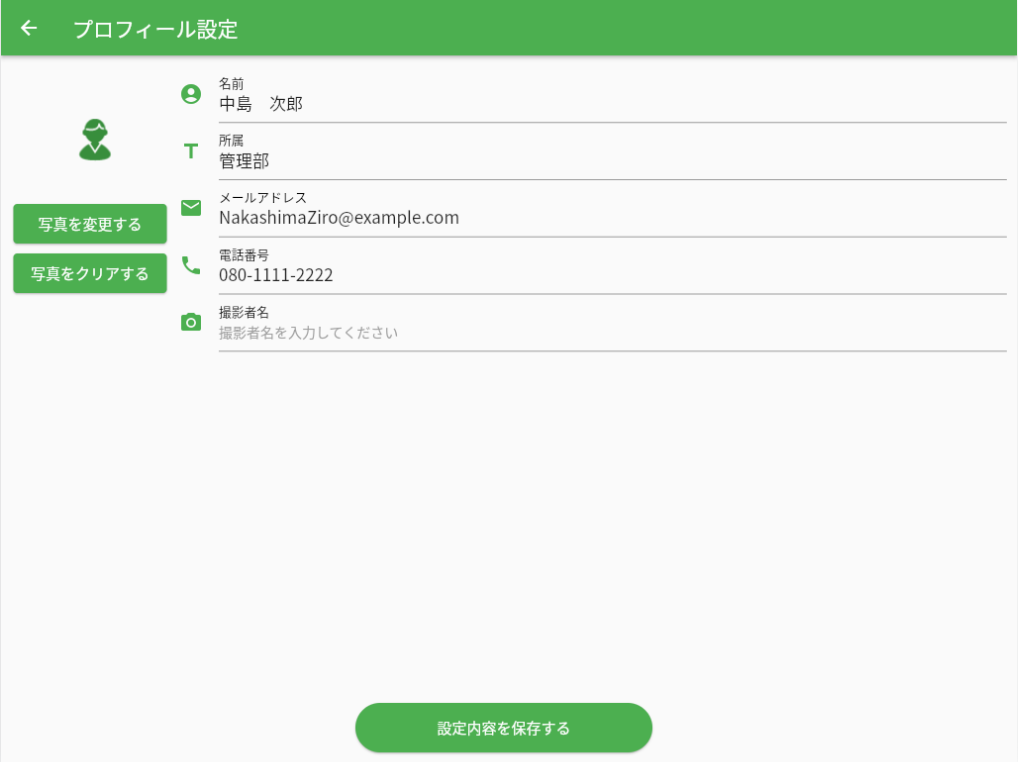 プロフィール設定
名前
中島　次郎
所属
管理部
メールアドレス
NakashimaZiro@example.com
写真を変更する
電話番号
080-1111-2222
写真をクリアする
撮影者名
撮影者名を入力してください
設定内容を保存する